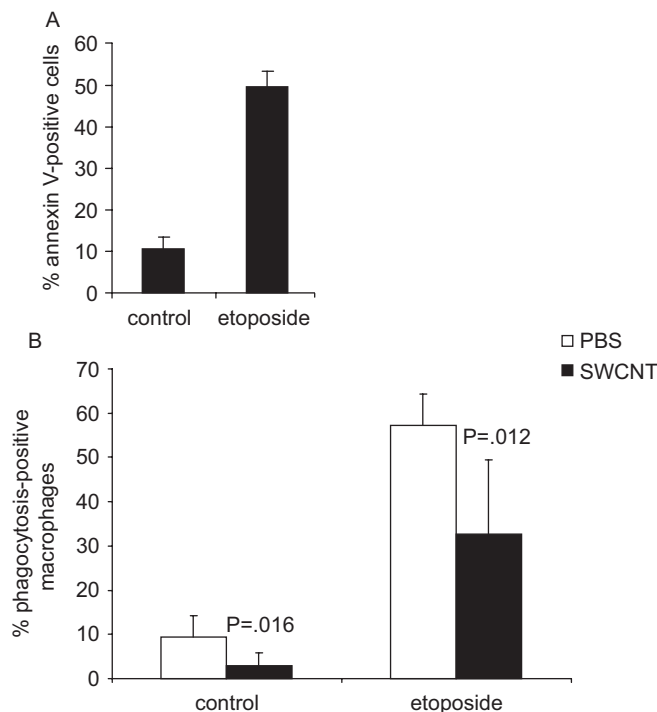 A
% annexin V-positive cells
60
50
40
30
20
10
0
control
etoposide
B
PBS
SWCNT
% phagocytosis-positive
macrophages
70
60
50
40
30
20
10
0
P=.016
P=.012
control
etoposide